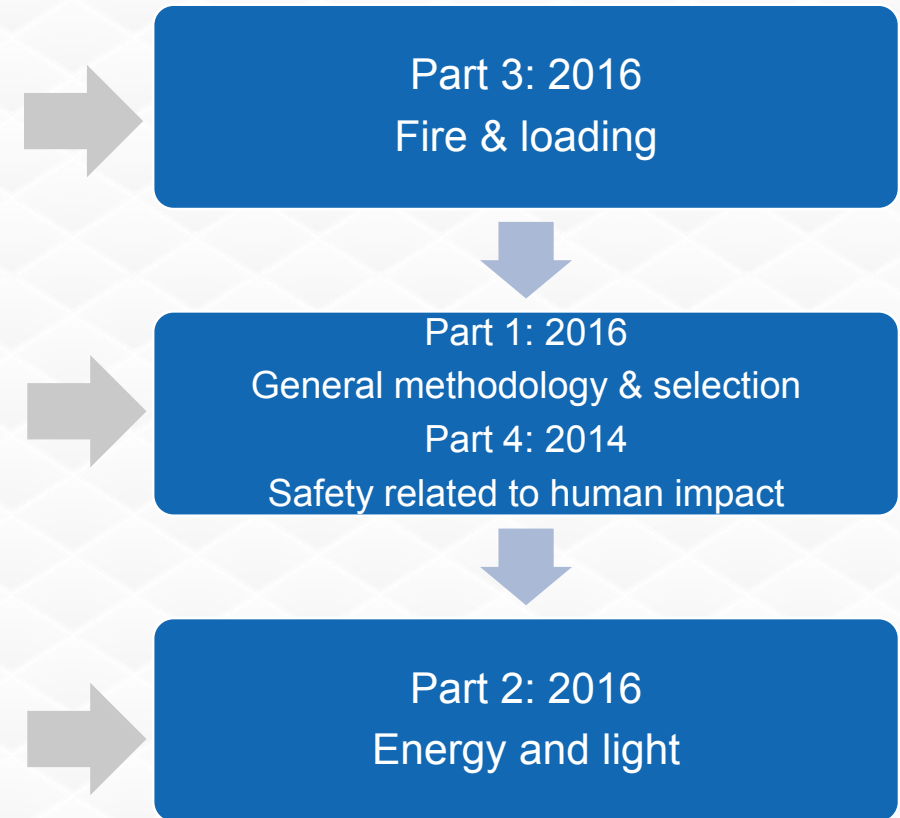 Part 3: 2016
Fire & loading
Part 1: 2016
General methodology & selection
Part 4: 2014
Safety related to human impact
Part 2: 2016
Energy and light